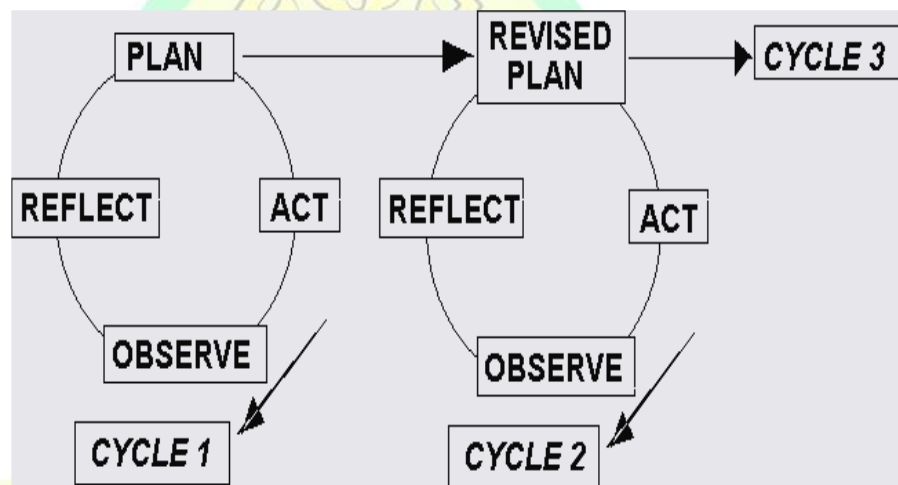 PLAN
REVISED
PLAN
CYCLE 3
REFLECT
ACT
REFLECT
ACT
OBSERVE
OBSERVE
CYCLE 1
CYCLE 2